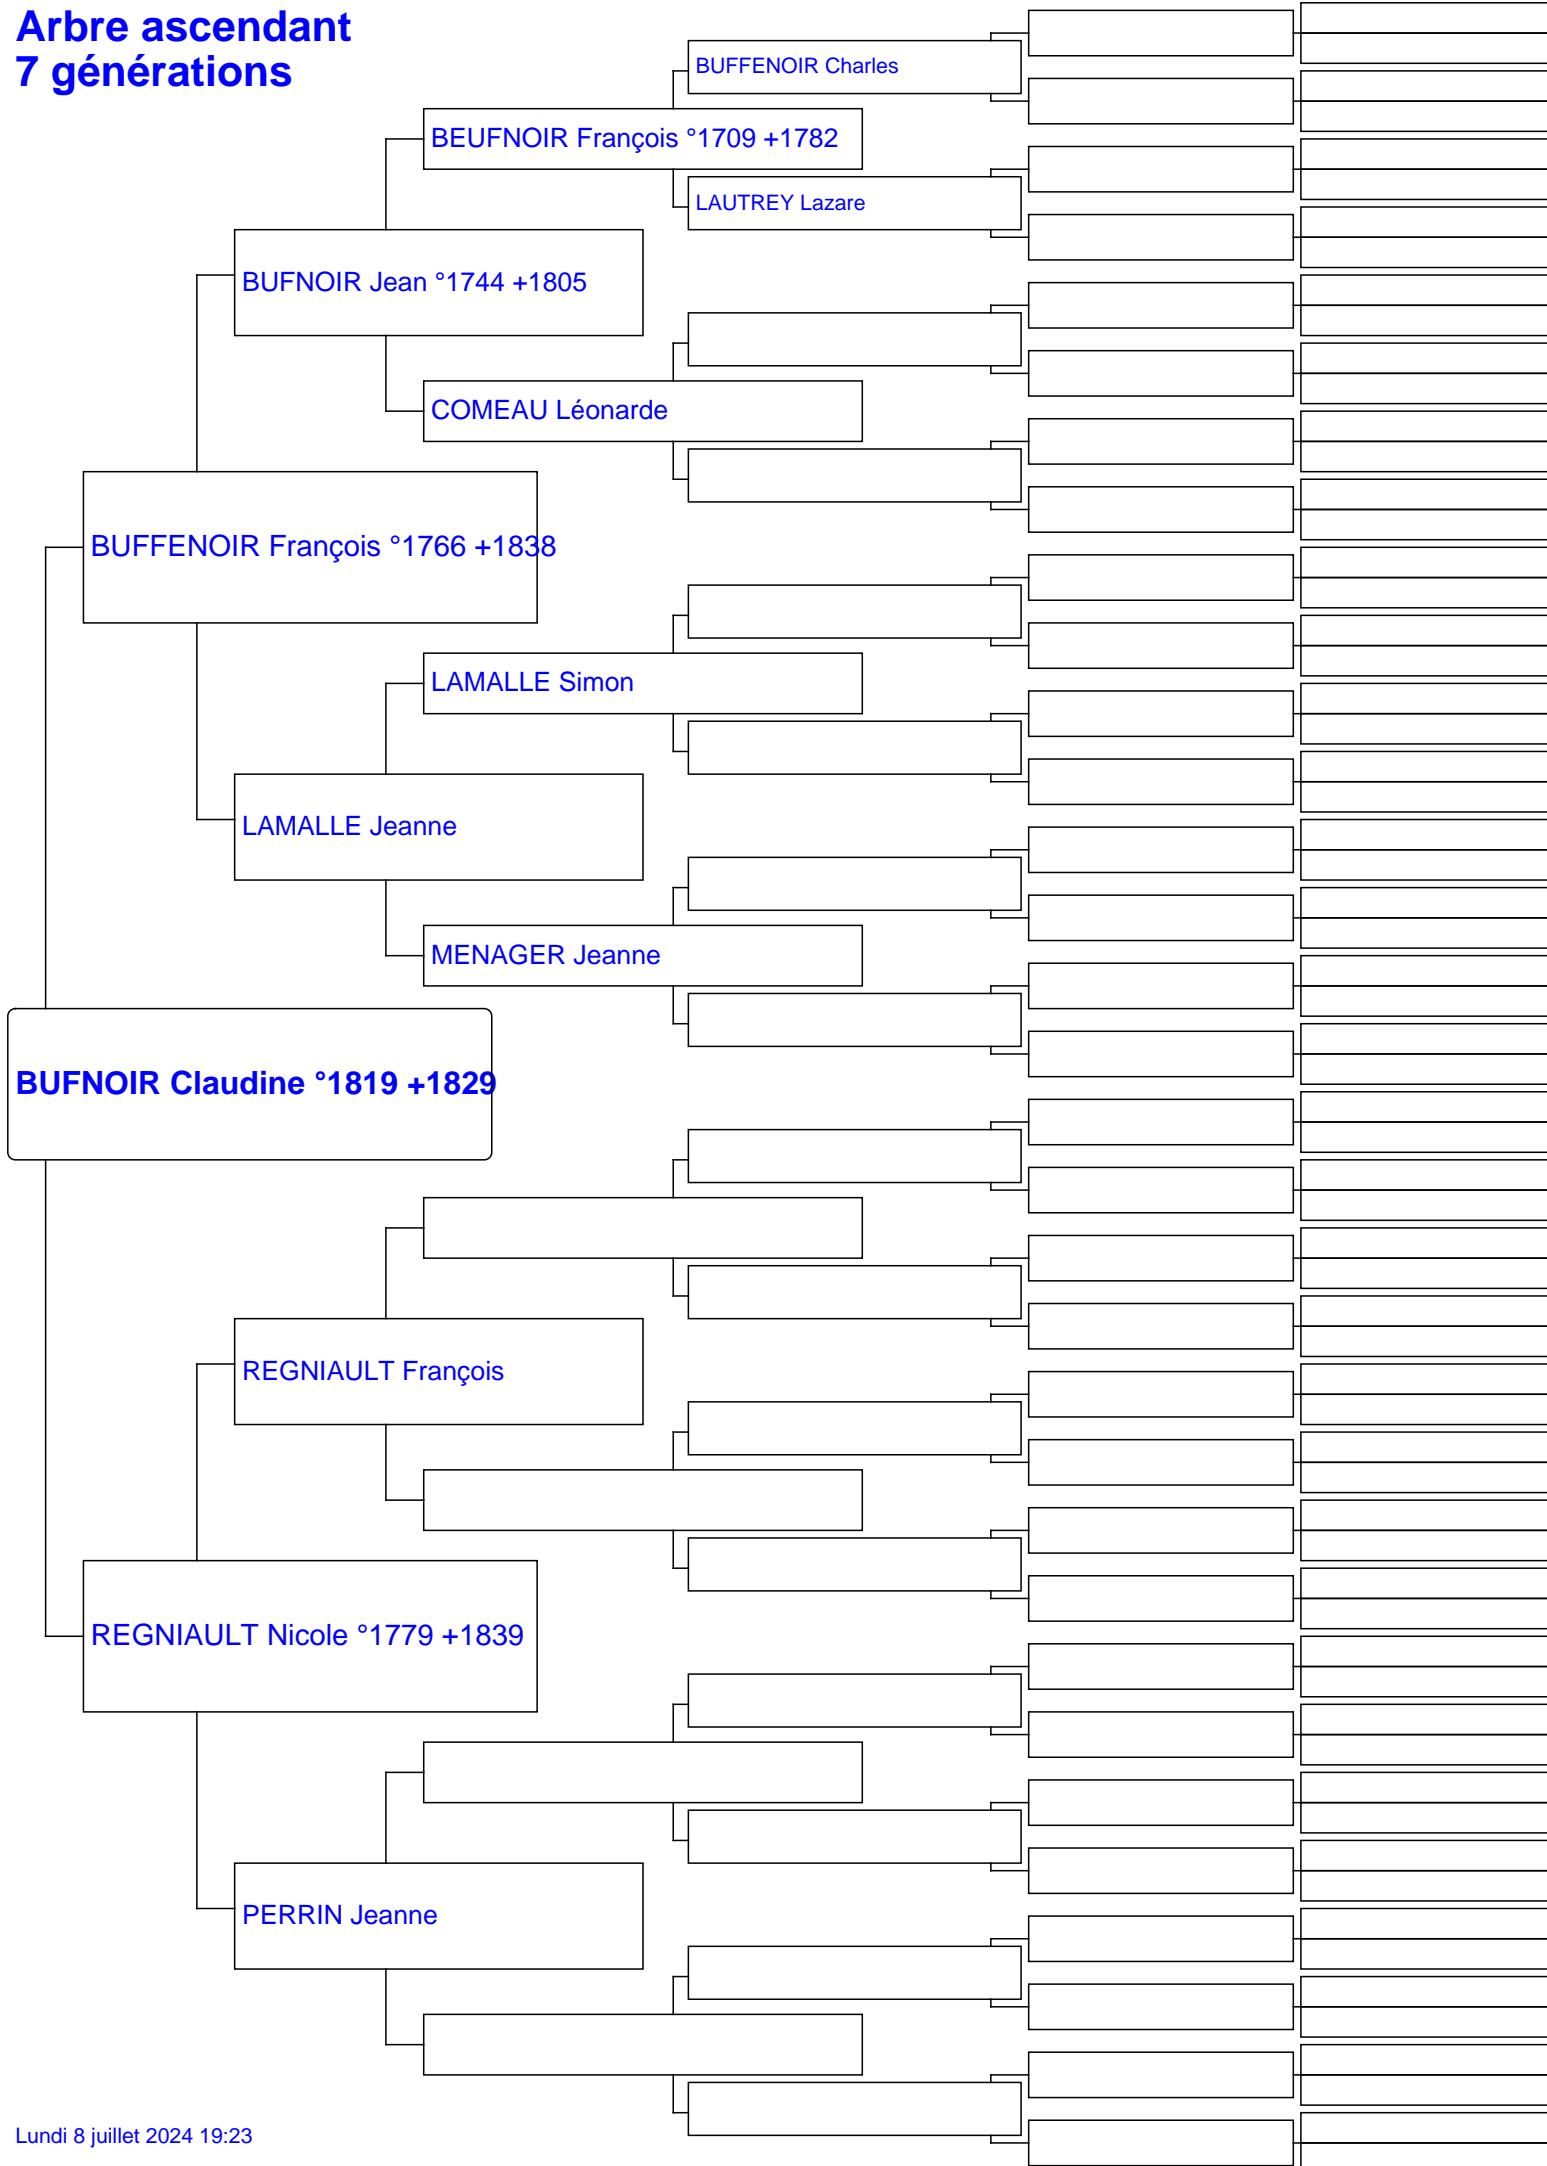 Arbre ascendant
7 générations
BUFFENOIR Charles
BEUFNOIR François °1709 +1782
LAUTREY Lazare
BUFNOIR Jean °1744 +1805
COMEAU Léonarde
BUFFENOIR François °1766 +1838
LAMALLE Simon
LAMALLE Jeanne
MENAGER Jeanne
BUFNOIR Claudine °1819 +1829
REGNIAULT François
REGNIAULT Nicole °1779 +1839
PERRIN Jeanne
Lundi 8 juillet 2024 19:23